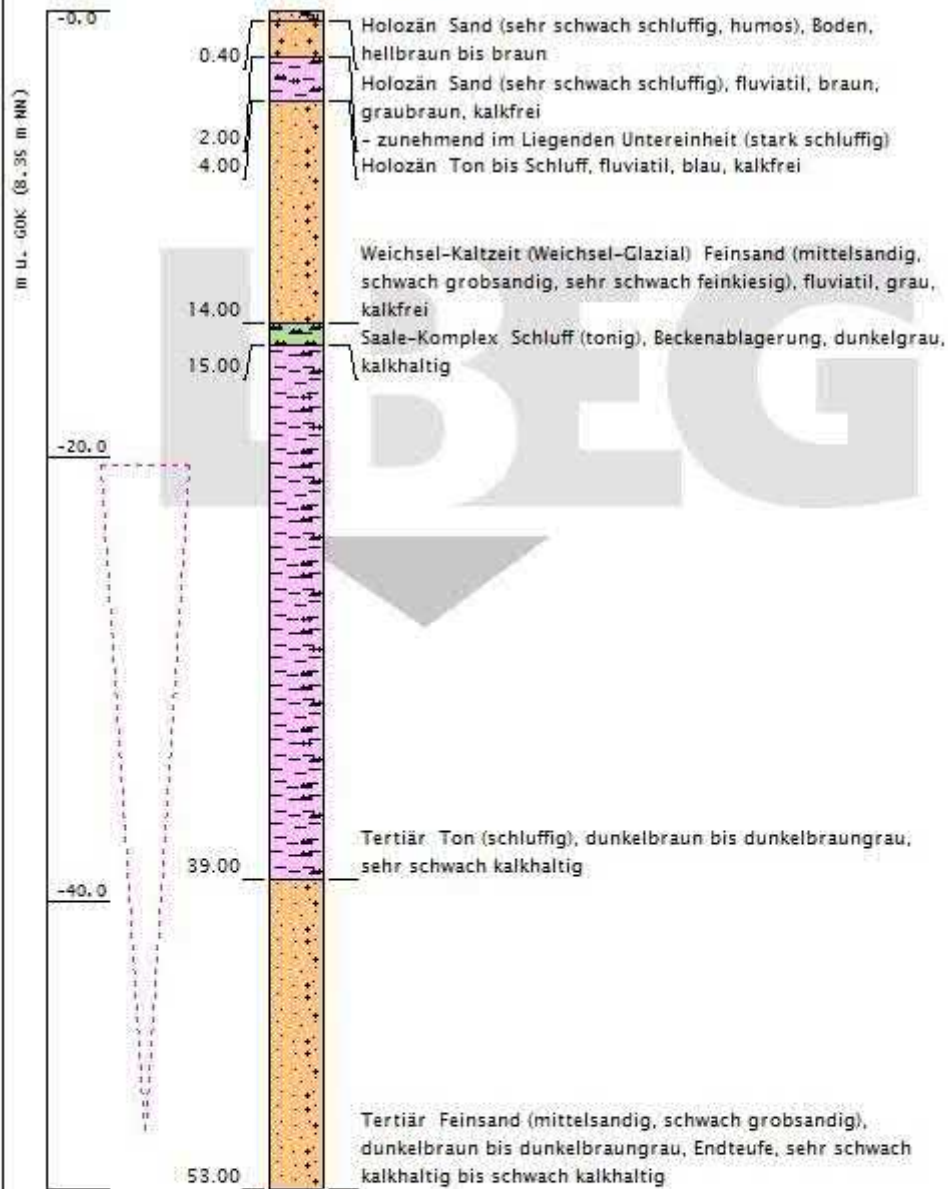 -0.0
Holozän Sand (sehr schwach schluffig, humos), Boden,
0.40 hellbraun bis braun
Holozän Sand (sehr schwach schluffig), fluviatil, braun,
graubraun, kalkfrei
2.00 - zunehmend im Liegenden Untereinheit (stark schluffig)
4.00 Holozän Ton bis Schluff, fluviatil, blau, kalkfrei
m u. GOK (8.35 m NN)
Weichsel-Kaltzeit (Weichsel-Glazial) Feinsand (mittelsandig,
schwach grobsandig, sehr schwach feinkiesig), fluviatil, grau,
14.00 kalkfrei
Saale-Komplex Schluff (tonig), Beckenablagerung, dunkelgrau,
15.00 kalkhaltig
LBEG
-20.0
Tertiär Ton (schluffig), dunkelbraun bis dunkelbraungrau,
39.00 sehr schwach kalkhaltig
-40.0
Tertiär Feinsand (mittelsandig, schwach grobsandig),
dunkelbraun bis dunkelbraungrau, Endteufe, sehr schwach
53.00 kalkhaltig bis schwach kalkhaltig